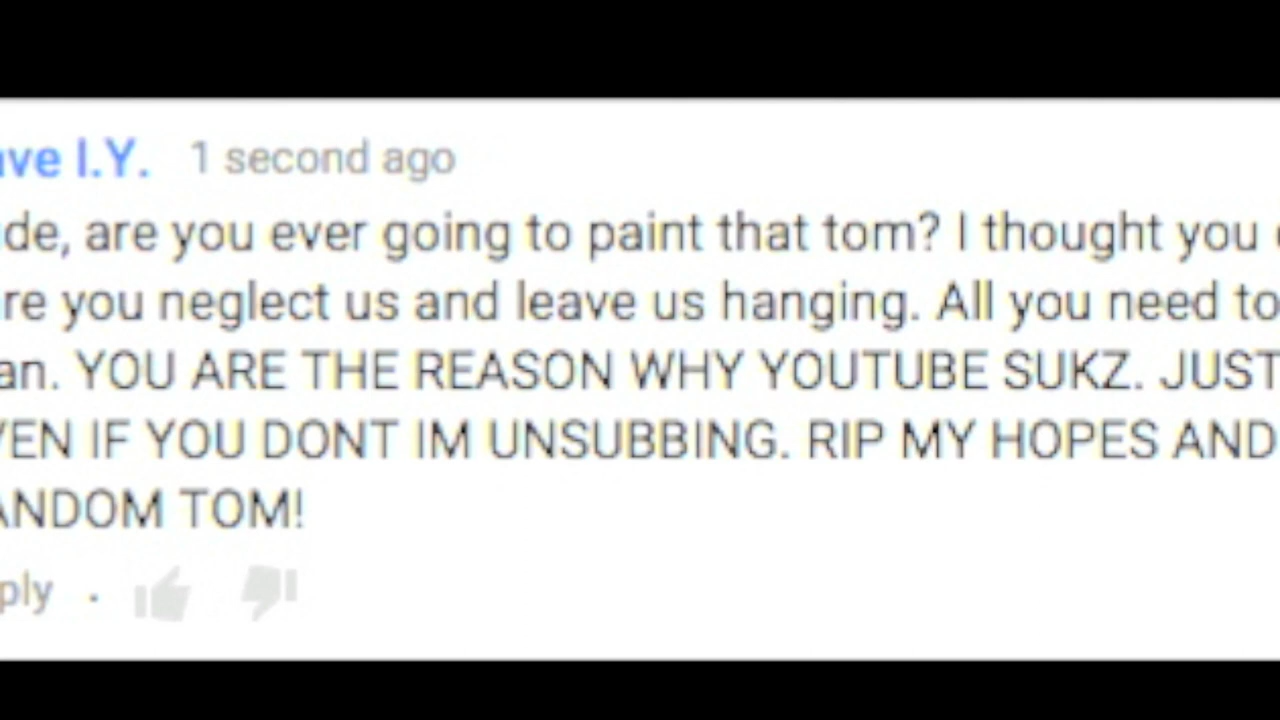 ve I.Y. 1 second ago
de, are you ever going to paint that tom? I thought you
re you neglect us and leave us hanging. All you need to
an. YOU ARE THE REASON WHY YOUTUBE SUKZ. JUST
VEN IF YOU DONT IM UNSUBBING. RIP MY HOPES AND
ANDOM TOM!
ply .